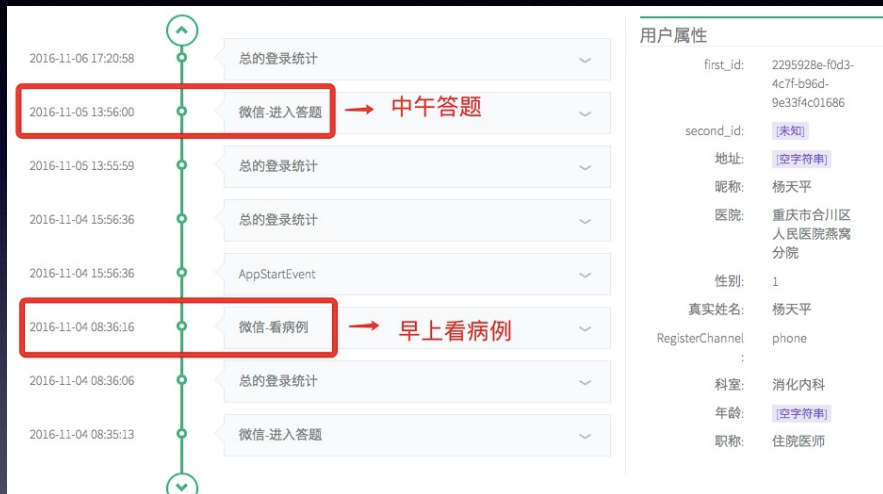 2016-11-06 17:20:58 总的登录统计
2016-11-05 13:56:00 微信-进入答题 中午答题
2016-11-05 13:55:59 总的登录统计
2016-11-04 15:56:36 总的登录统计
2016-11-04 15:56:36 AppStartEvent
2016-11-04 08:36:16 微信-看病例 早上看病例
2016-11-04 08:36:06 总的登录统计
2016-11-04 08:35:13 微信-进入答题
用户属性
first_id: 2295928e-f0d3-
4c7f-b96d-
9e33f4c01686
second_id: [未知]
地址: [空字符串]
昵称: 杨天平
医院: 重庆市合川区
人民医院燕窝
分院
性别: 1
真实姓名: 杨天平
RegisterChannel phone
:
科室: 消化内科
年龄: [空字符串]
职称: 住院医师